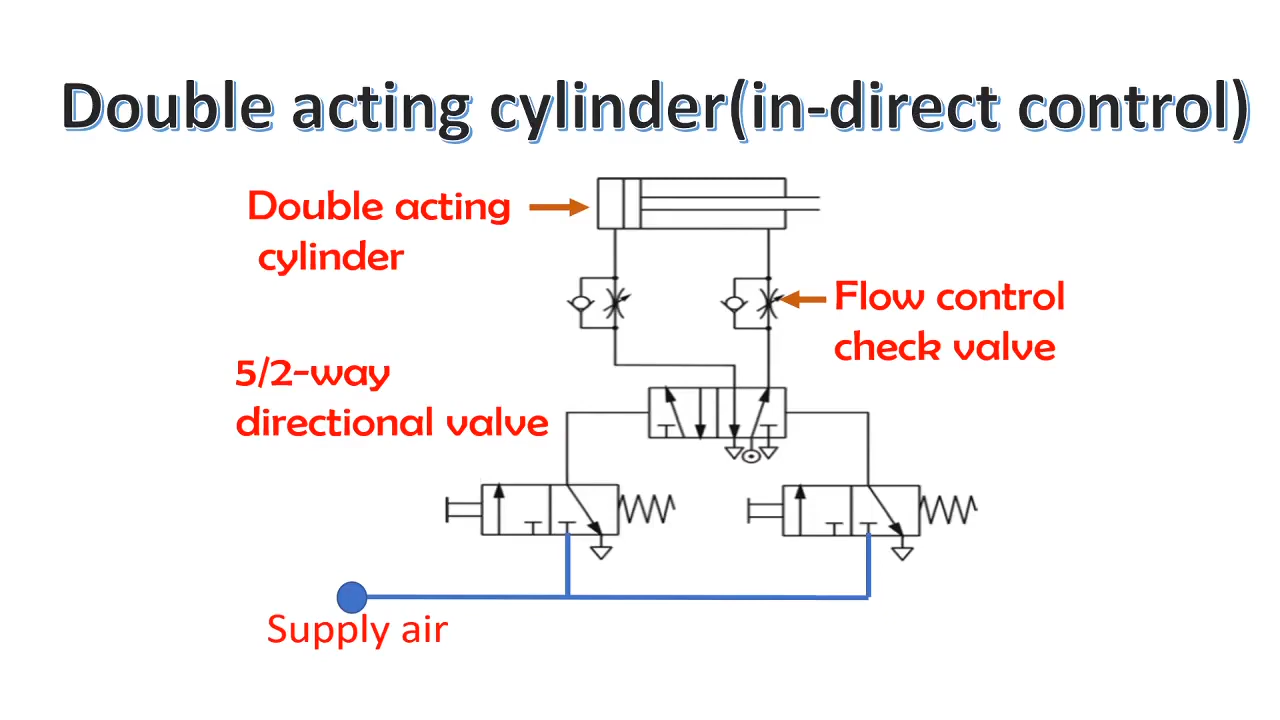 Double acting cylinder(in-direct control)
Double acting
cylinder
Flow control
check valve
5/2-way
directional valve
Supply air